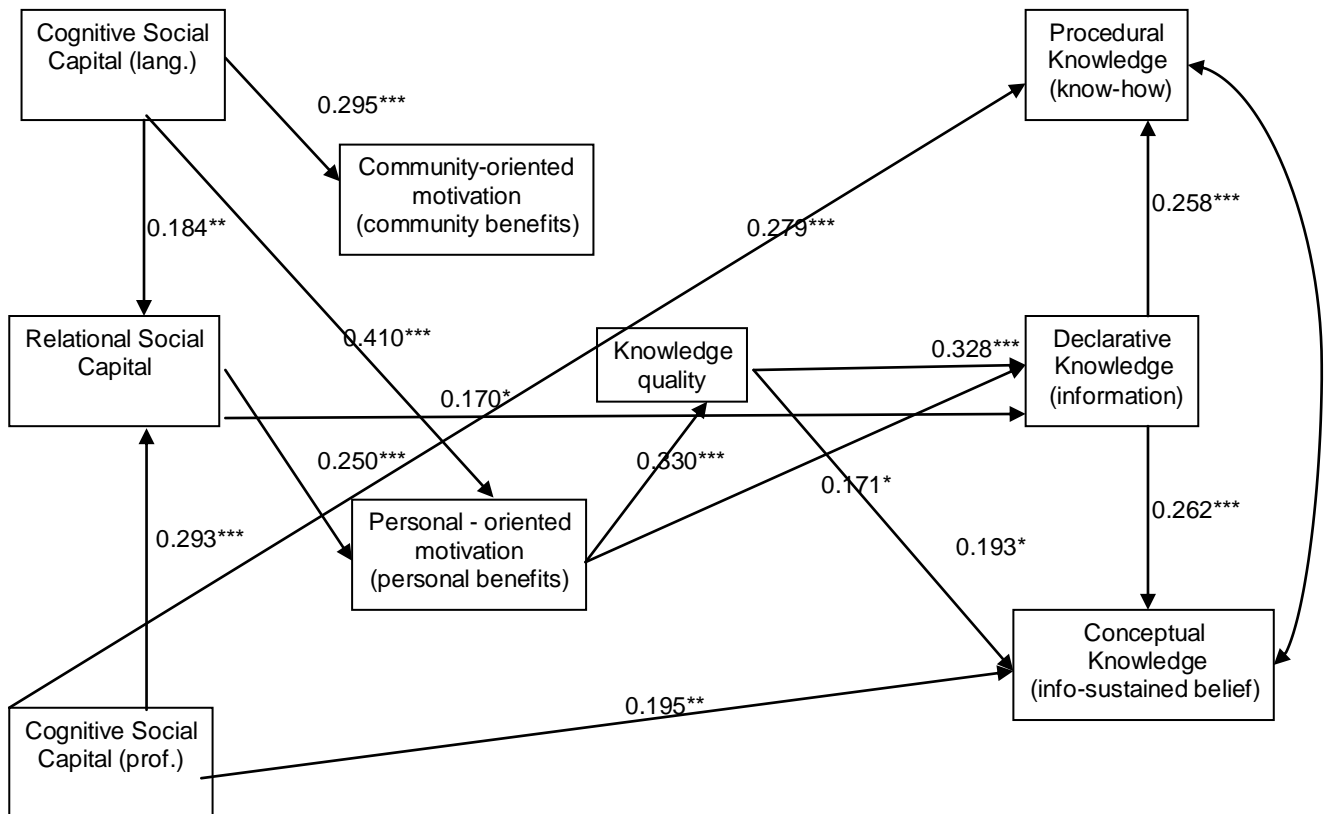 Cognitive Social
Capital (lang.)
Procedural
Knowledge
(know-how)
0.295***
Community-oriented
motivation
(community benefits)
0.184**
0.279***
0.258***
Relational Social
Capital
0.410***
Knowledge
quality
0.328***
Declarative
Knowledge
(information)
0.170*
0.250***
0.330***
0.171*
0.293***
Personal - oriented
motivation
(personal benefits)
0.262***
0.193*
Conceptual
Knowledge
(info-sustained belief)
0.195**
Cognitive Social
Capital (prof.)